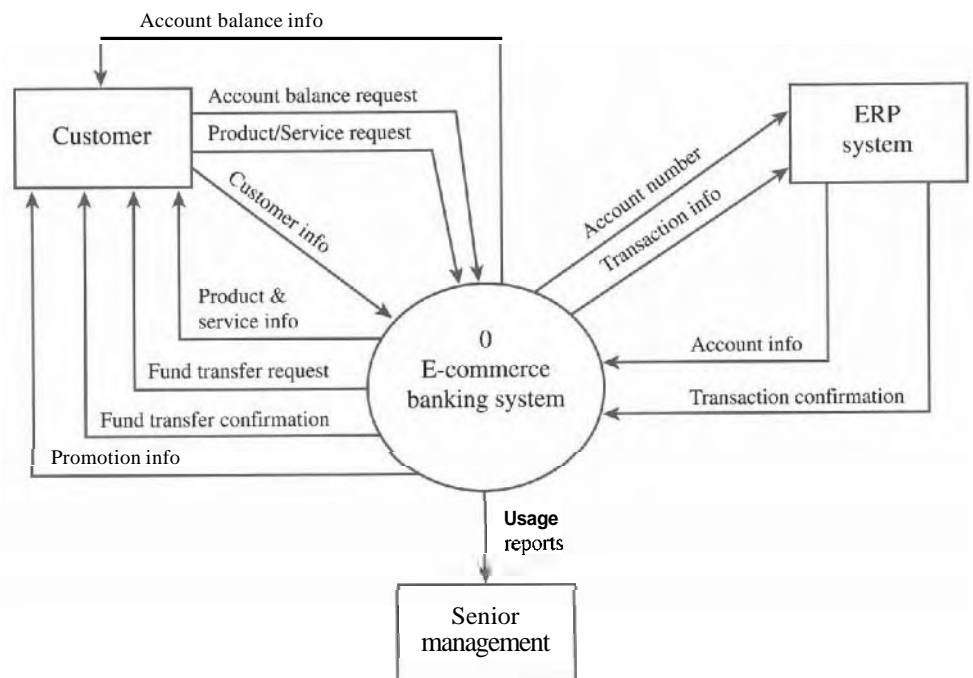 Account balance info
Customer
Account balance request
Product/Service request
Customer info
Account number
Transaction info
ERP
system
Product &
service info
Fund transfer request
Fund transfer confirmation
Promotion info
0
E-commerce
banking system
Account info
Transaction confirmation
Usage
reports
Senior
management